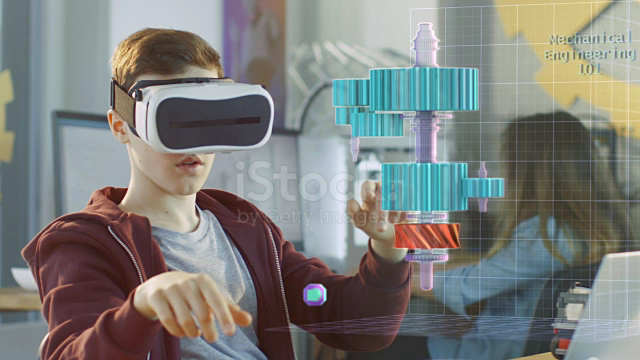 Mechanical
Engineering
101
iStock
by Getty Images